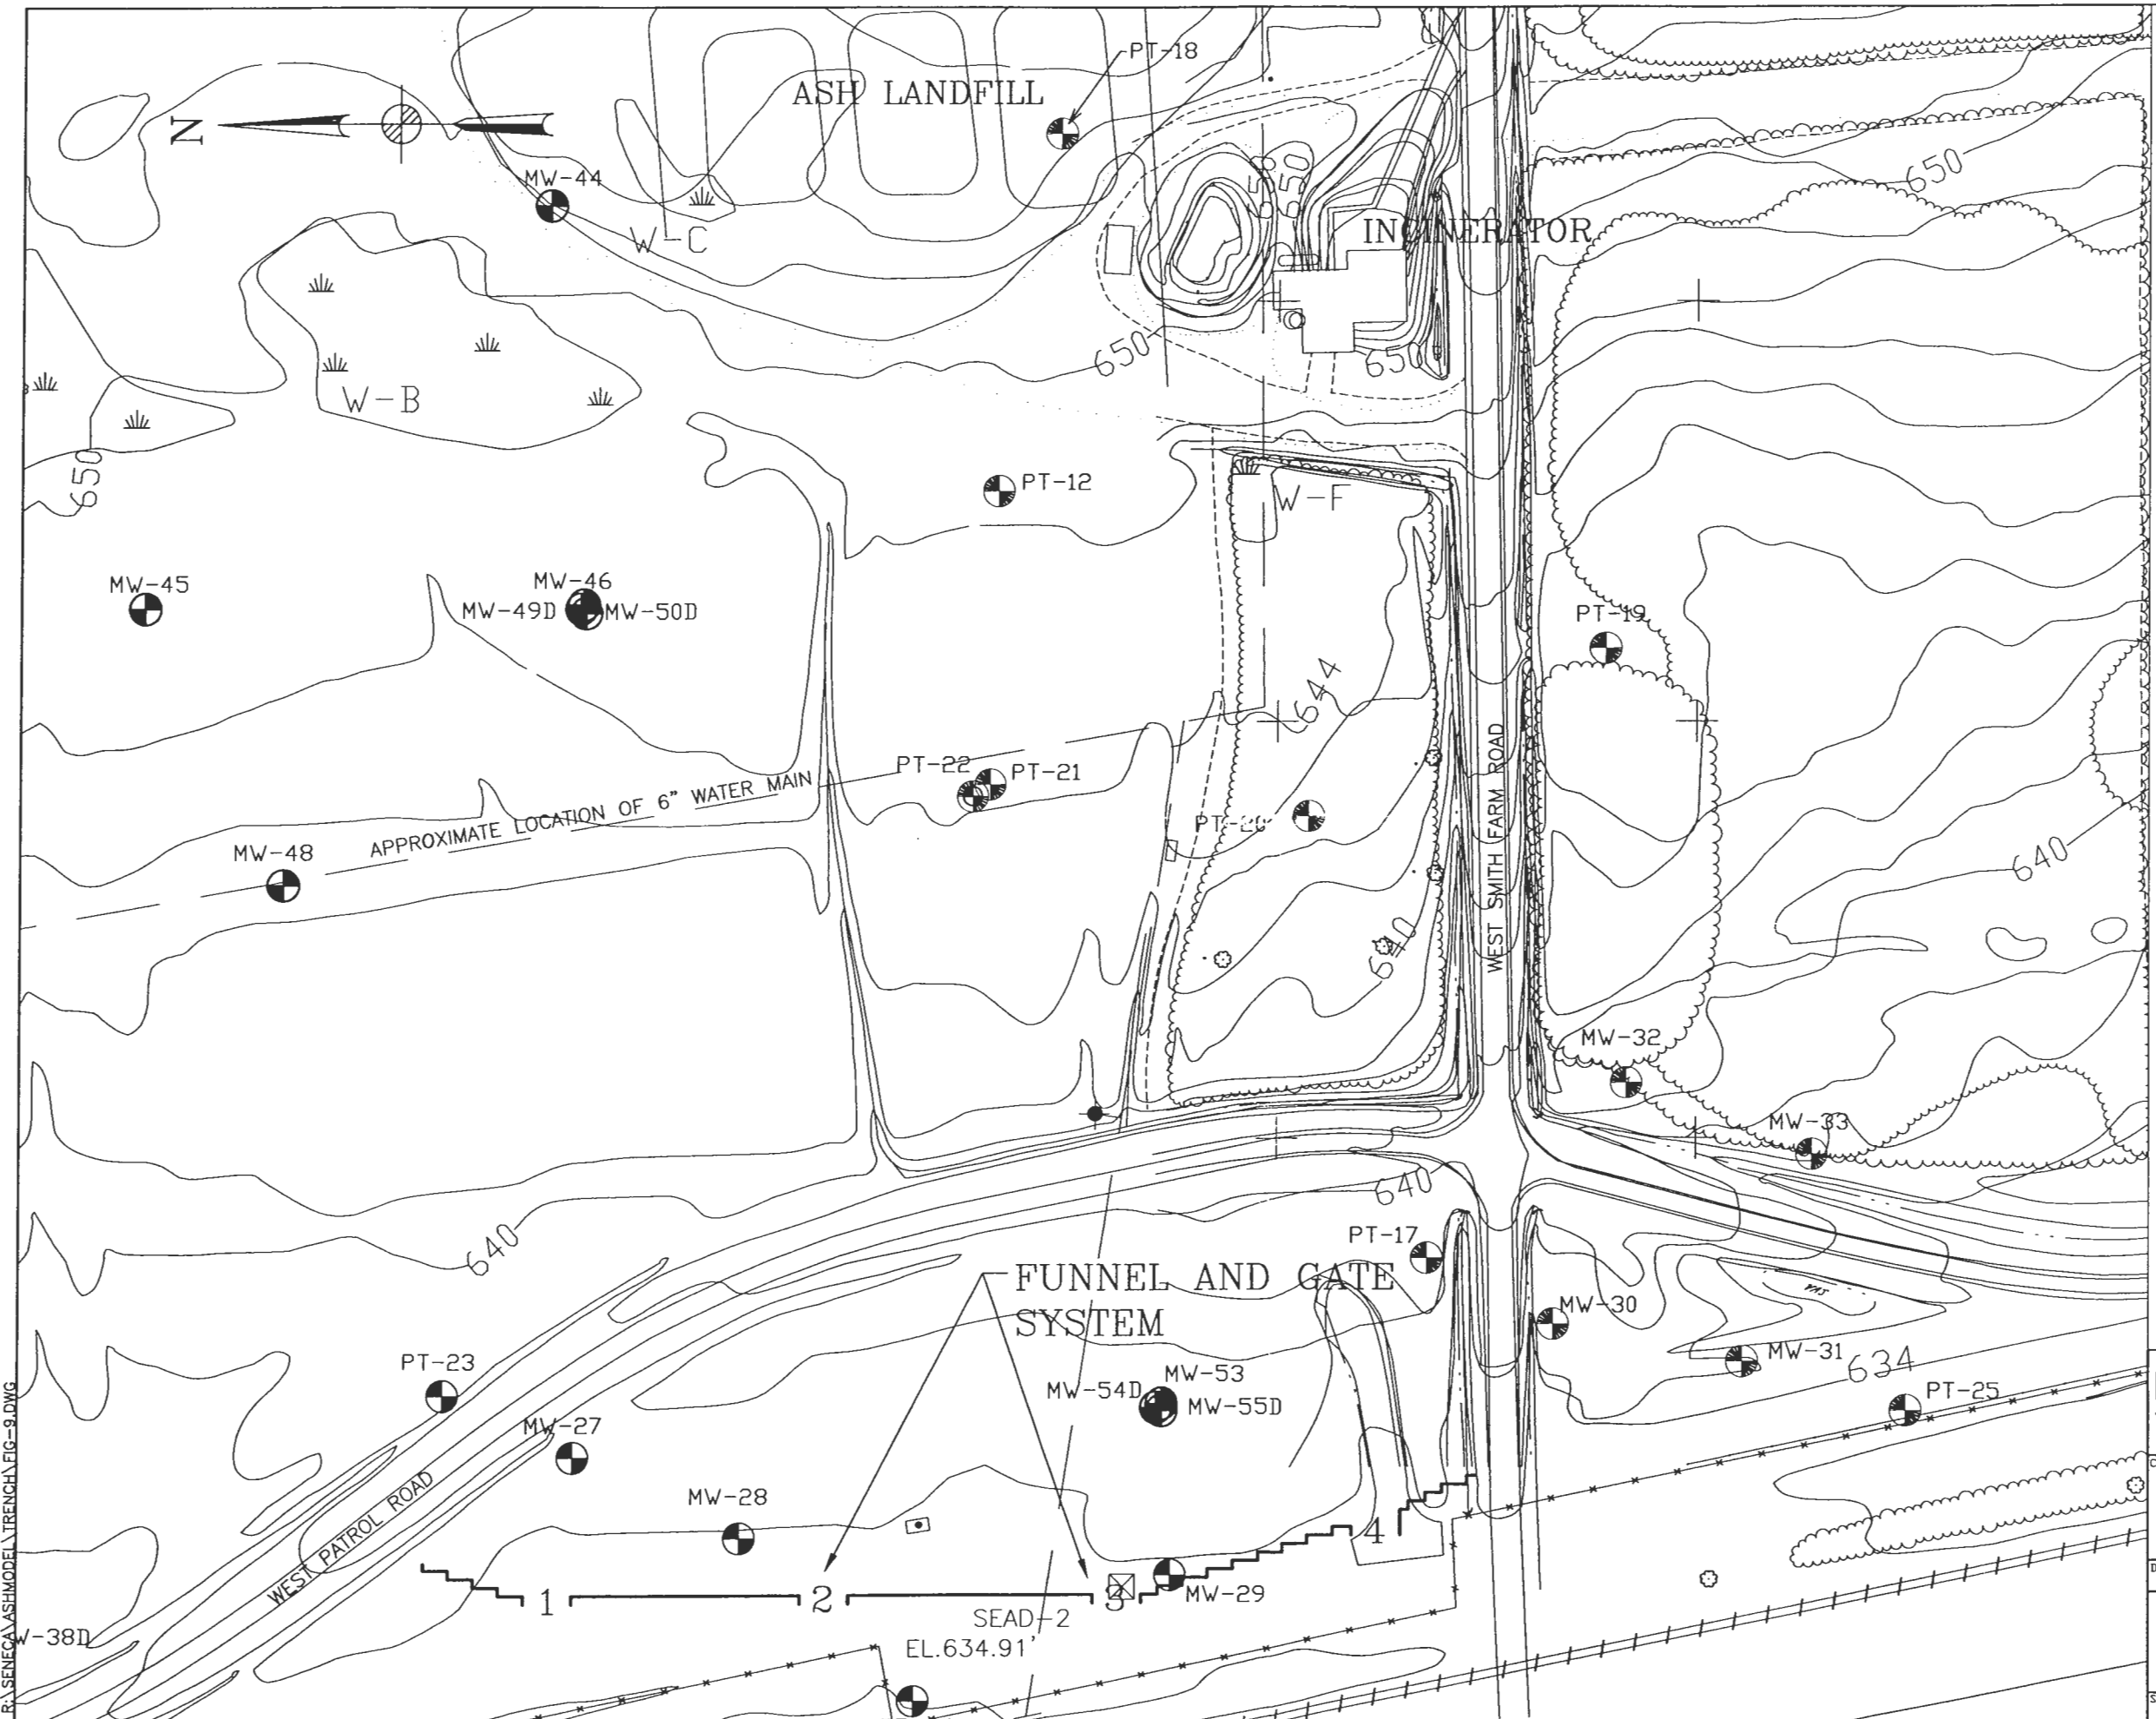 PT-18
ASH LANDFILL
N
MW-44
658
650
650
W-C
INCINERATOR
650
650
W-B
650
PT-12
W-F
MW-45
MW-46
MW-49D
MW-50D
PT-19
644
PT-22
PT-21
APPROXIMATE LOCATION OF 6" WATER MAIN
PT-20
WEST SMITH FARM ROAD
MW-48
640
640
MW-32
MW-33
640
640
PT-17
FUNNEL AND GATE
SYSTEM
MW-30
MW-31
634
PT-23
MW-53
MW-54D
MW-55D
PT-25
MW-27
MW-28
WEST PATROL ROAD
4
1
2
3
MW-29
SEAD-2
EL.634.91'
W-38D
R:\SENECA\ASHMODEL\TRENCH\FIG-9.DWG